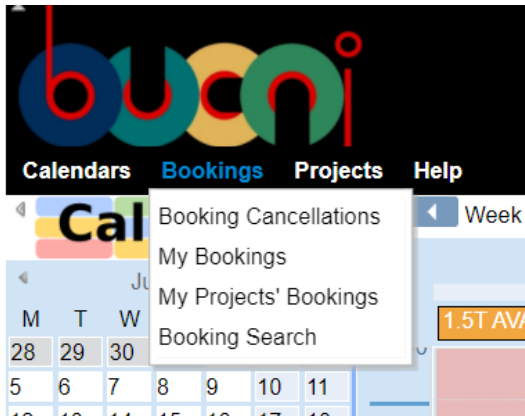 bucni
Calendars Bookings Projects Help
Cal
Week
Booking Cancellations
My Bookings
My Projects' Bookings
Booking Search
M T W
1.5T AVA
28 29 30
5 6 7 8 9 10 11